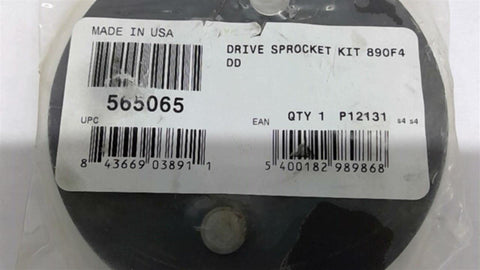 MADE IN USA
DRIVE SPROCKET KIT 890F4
DD
565065
UPC
EAN QTY 1 P12131 s4 s4
8 43669 03891 1
5 400182 989868